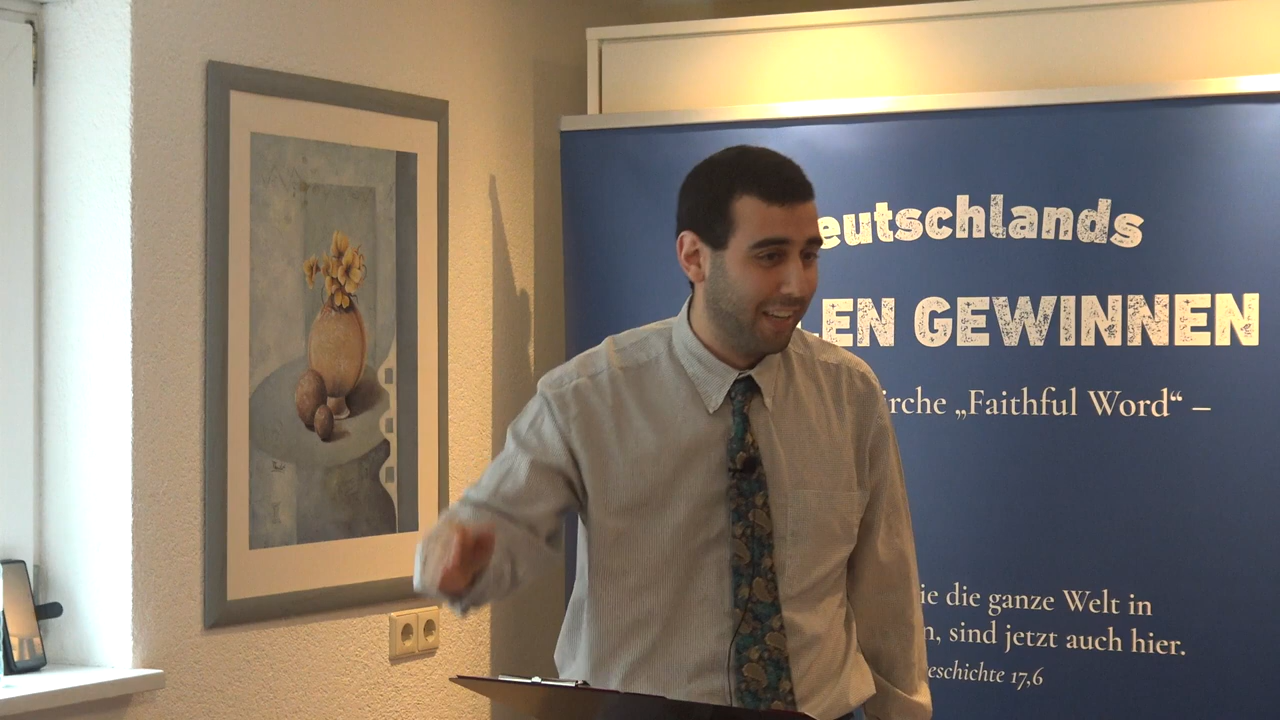 eutschlands
LEN GEWINNEN
irche „Faithful Word“ –
ie die ganze Welt in
n, sind jetzt auch hier.
eschichte 17,6